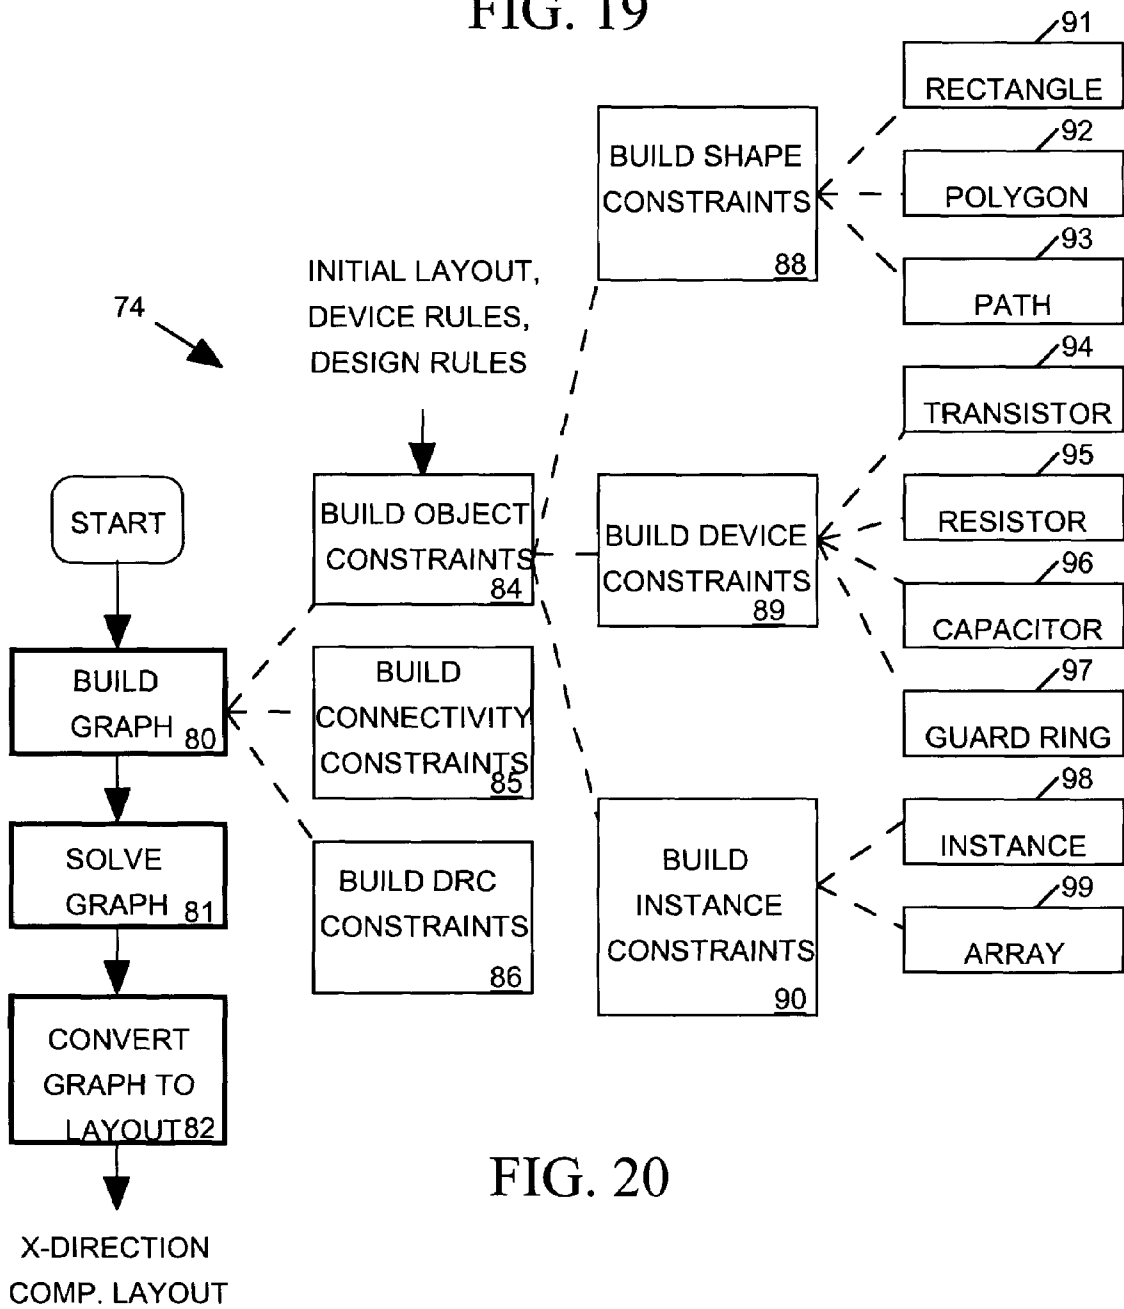 FIG. 19
91
RECTANGLE
92
POLYGON
93
PATH
BUILD SHAPE
CONSTRAINTS
88
INITIAL LAYOUT,
DEVICE RULES,
DESIGN RULES
74
94
TRANSISTOR
95
RESISTOR
96
CAPACITOR
97
GUARD RING
START
BUILD OBJECT
CONSTRAINTS
84
BUILD DEVICE
CONSTRAINTS
89
BUILD
GRAPH
80
BUILD
CONNECTIVITY
CONSTRAINTS
85
98
INSTANCE
99
ARRAY
SOLVE
GRAPH
81
BUILD DRC
CONSTRAINTS
86
BUILD
INSTANCE
CONSTRAINTS
90
CONVERT
GRAPH TO
LAYOUT 82
FIG. 20
X-DIRECTION
COMP. LAYOUT